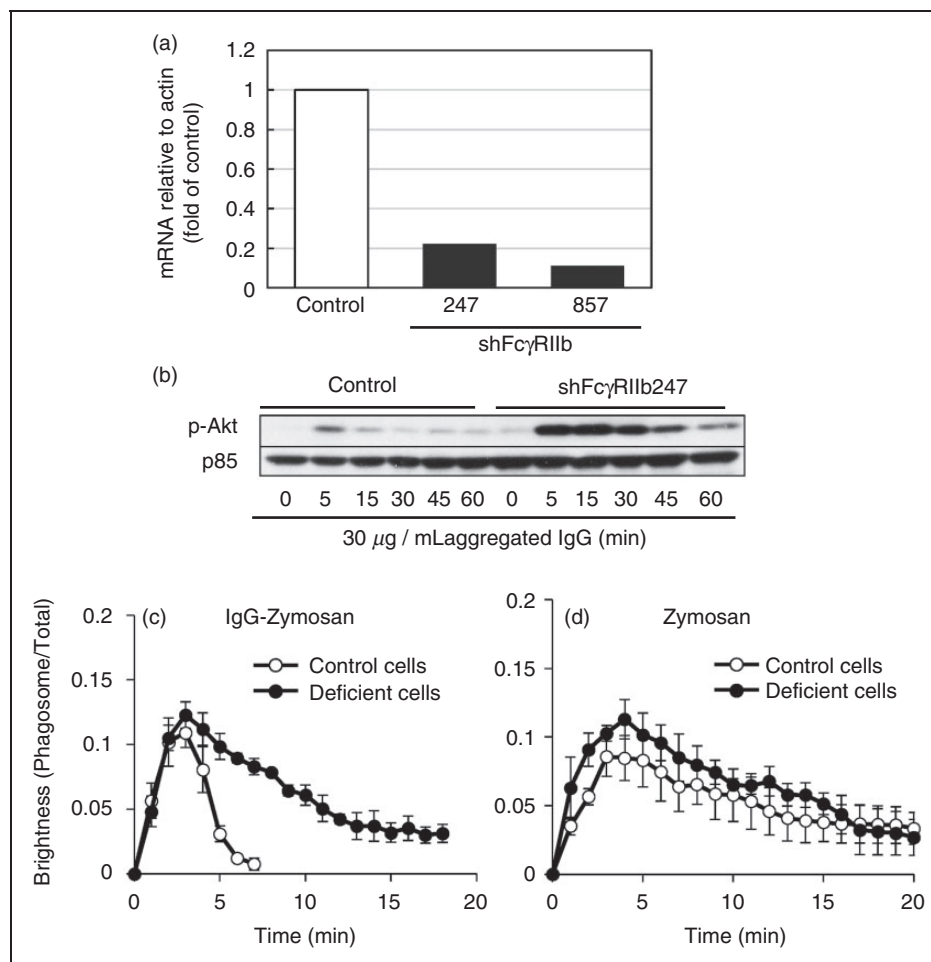 (a)
1.2
1
0.8
0.6
0.4
0.2
0
mRNA relative to actin
(fold of control)
Control 247 857
shFcγRIIb
(b)
Control shFcγRIIb247
p-Akt
p85
0 5 15 30 45 60 0 5 15 30 45 60
30 μg / mLaggregated IgG (min)
Brightness (Phagosome/Total)
(c) IgG-Zymosan
Control cells
Deficient cells
0.2
0.15
0.1
0.05
0
0 5 10 15 20
Time (min)
(d) Zymosan
Control cells
Deficient cells
0.2
0.15
0.1
0.05
0
0 5 10 15 20
Time (min)